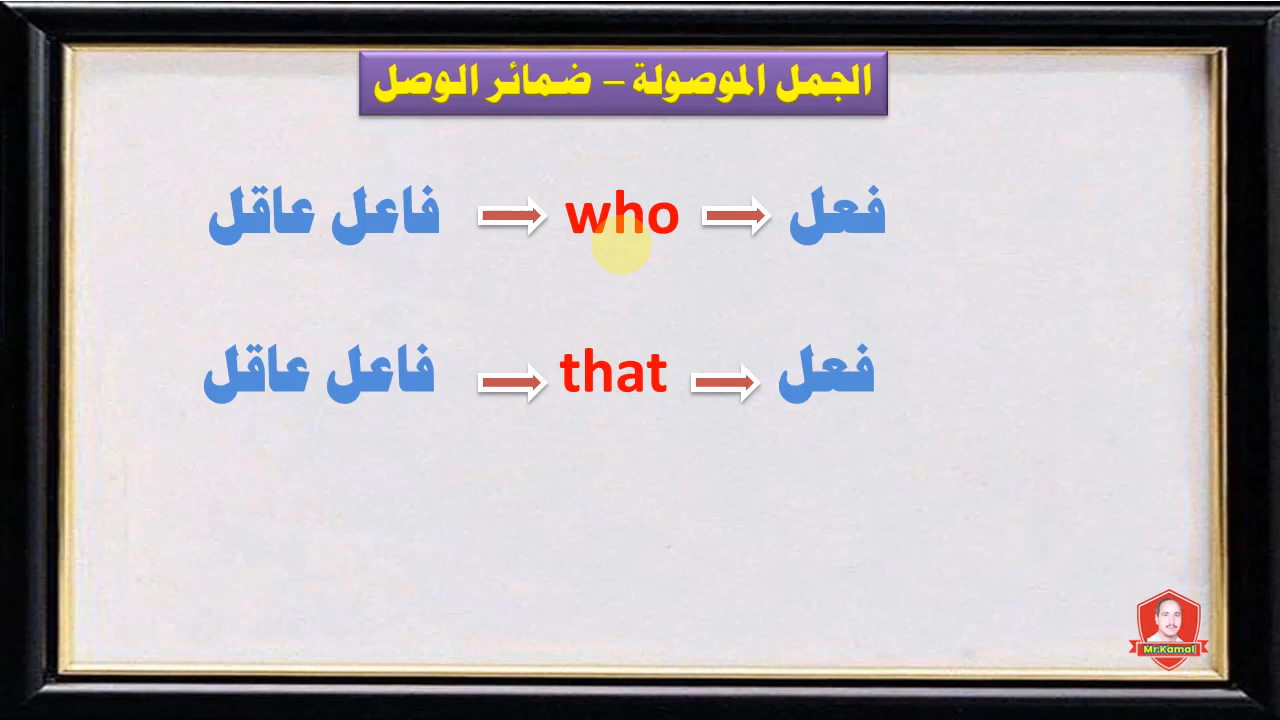 الجمل الموصولة – ضمائر الوصل
فاعل عاقل who فعل
فاعل عاقل that فعل
Mr.Kamal